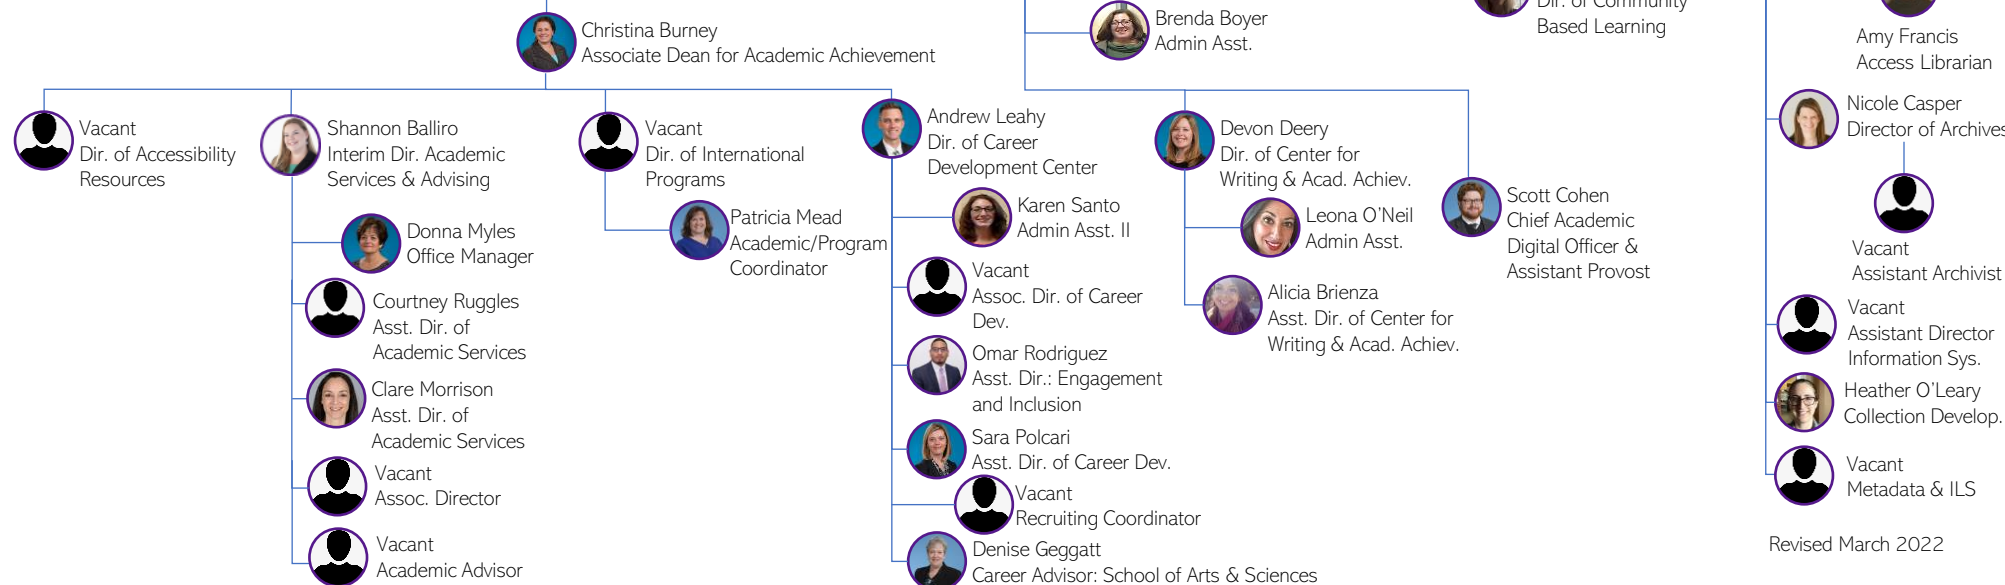 Christina Burney
Associate Dean for Academic Achievement
Brenda Boyer
Admin Asst.
Dir. of Community
Based Learning
Amy Francis
Access Librarian
Vacant
Dir. of Accessibility
Resources
Shannon Balliro
Interim Dir. Academic
Services & Advising
Donna Myles
Office Manager
Courtney Ruggles
Asst. Dir. of
Academic Services
Clare Morrison
Asst. Dir. of
Academic Services
Vacant
Assoc. Director
Vacant
Academic Advisor
Vacant
Dir. of International
Programs
Patricia Mead
Academic/Program
Coordinator
Andrew Leahy
Dir. of Career
Development Center
Karen Santo
Admin Asst. II
Vacant
Assoc. Dir. of Career
Dev.
Omar Rodriguez
Asst. Dir.: Engagement
and Inclusion
Sara Polcari
Asst. Dir. of Career Dev.
Vacant
Recruiting Coordinator
Denise Geggatt
Career Advisor: School of Arts & Sciences
Devon Deery
Dir. of Center for
Writing & Acad. Achiev.
Leona O'Neil
Admin Asst.
Alicia Brienza
Asst. Dir. of Center for
Writing & Acad. Achiev.
Scott Cohen
Chief Academic
Digital Officer &
Assistant Provost
Nicole Casper
Director of Archives
Vacant
Assistant Archivist
Vacant
Assistant Director
Information Sys.
Heather O'Leary
Collection Develop.
Vacant
Metadata & ILS
Revised March 2022